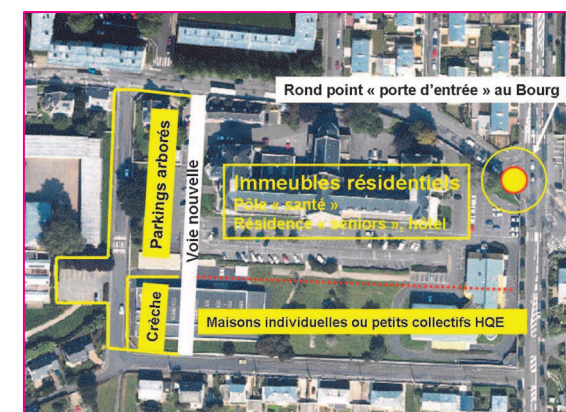 Rond point « porte d'entrée » au Bourg
Parkings arborés
Voie nouvelle
Immeubles résidentiels
Pôle « santé »
Résidence « seniors », hôtel
Crèche
Maisons individuelles ou petits collectifs HQE